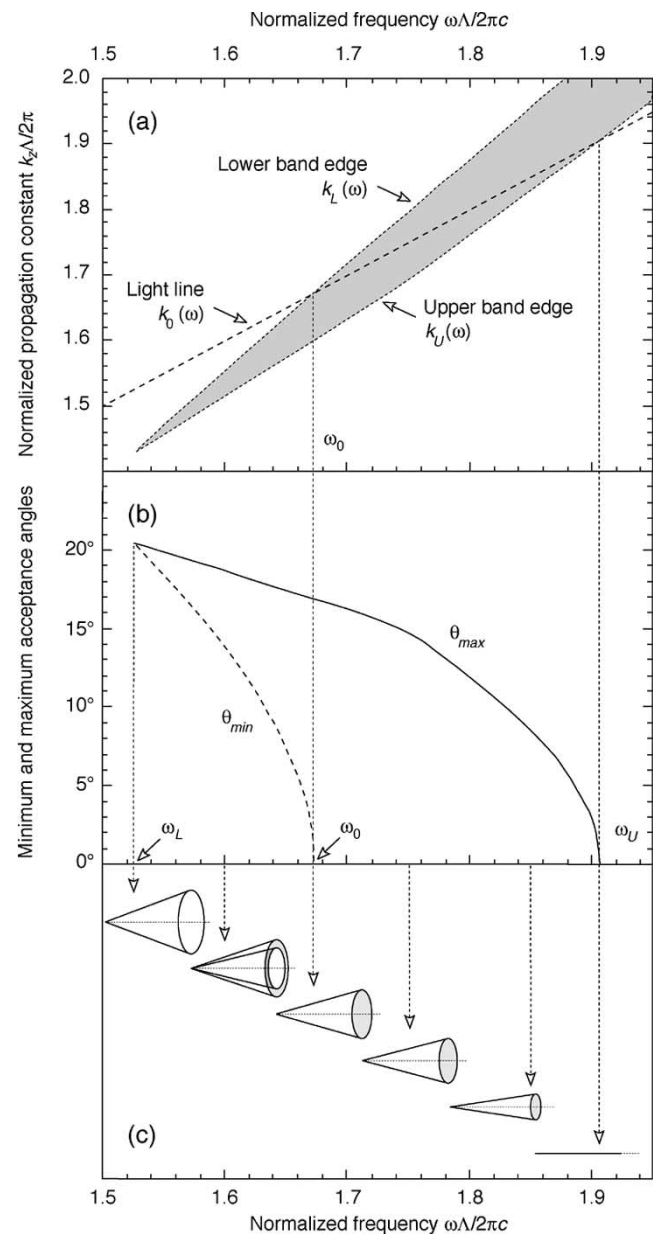 Normalized frequency ωΛ/2πc
1.5 1.6 1.7 1.8 1.9
Normalized propagation constant k_zΛ/2π
2.0
1.9
1.8
1.7
1.6
1.5
(a)
Lower band edge
k_L(ω)
Light line
k_0(ω)
Upper band edge
k_U(ω)
ω_0
Minimum and maximum acceptance angles
(b)
20°
15°
10°
5°
0°
θ_max
θ_min
ω_L
ω_0
ω_U
(c)
1.5 1.6 1.7 1.8 1.9
Normalized frequency ωΛ/2πc